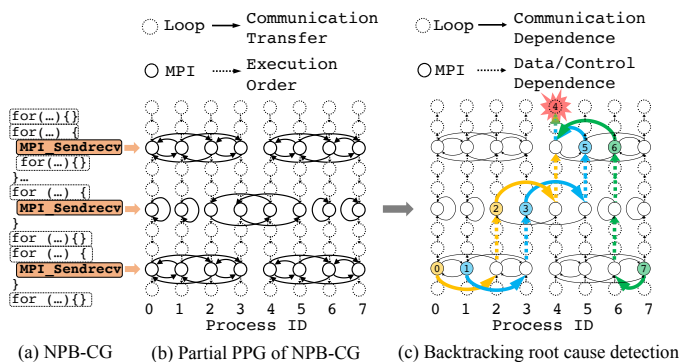 Loop
Communication
Transfer
MPI
Execution
Order
Loop
Communication
Dependence
MPI
Data/Control
Dependence
for(…){}
for(…) {
MPI_Sendrecv
for(…){}
}…
for (…) {
MPI_Sendrecv
}
for (…){}
for (…) {
MPI_Sendrecv
}
for (…){}
0 1 2 3 4 5 6 7
Process ID
4
5 6
2 3
0 1 7
0 1 2 3 4 5 6 7
Process ID
(a) NPB-CG
(b) Partial PPG of NPB-CG
(c) Backtracking root cause detection